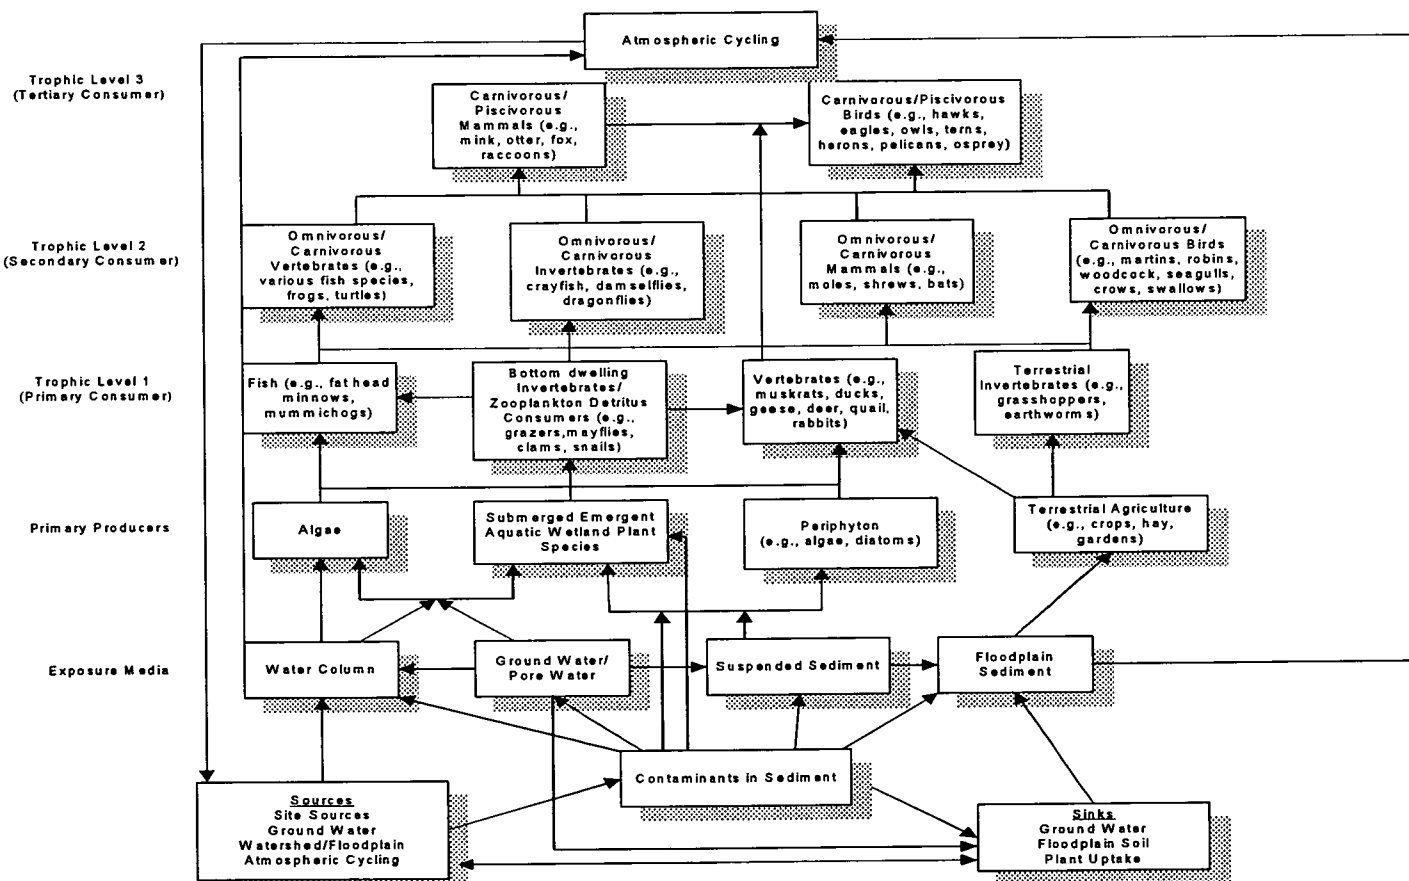 Atmospheric Cycling
Trophic Level 3
(Tertiary Consumer)
Carnivorous/
Piscivorous
Mammals (e.g.,
mink, otter, fox,
raccoons)
Carnivorous/Piscivorous
Birds (e.g., hawks,
eagles, owls, terns,
herons, pelicans, osprey)
Trophic Level 2
(Secondary Consumer)
Omnivorous/
Carnivorous
Vertebrates (e.g.,
various fish species,
frogs, turtles)
Omnivorous/
Carnivorous
Invertebrates (e.g.,
crayfish, damselflies,
dragonflies)
Omnivorous/
Carnivorous
Mammals (e.g.,
moles, shrews, bats)
Omnivorous/
Carnivorous Birds
(e.g., martins, robins,
woodcock, seagulls,
crows, swallows)
Trophic Level 1
(Primary Consumer)
Fish (e.g., fat head
minnows,
mummichogs)
Bottom dwelling
Invertebrates/
Zooplankton Detritus
Consumers (e.g.,
grazers,mayflies,
clams, snails)
Vertebrates (e.g.,
muskrats, ducks,
geese, deer, quail,
rabbits)
Terrestrial
Invertebrates (e.g.,
grasshoppers,
earthworms)
Primary Producers
Algae
Submerged Emergent
Aquatic Wetland Plant
Species
Periphyton
(e.g., algae, diatoms)
Terrestrial Agriculture
(e.g., crops, hay,
gardens)
Exposure Media
Water Column
Ground Water/
Pore Water
Suspended Sediment
Floodplain
Sediment
Contaminants in Sediment
Sources
Site Sources
Ground Water
Watershed/Floodplain
Atmospheric Cycling
Sinks
Ground Water
Floodplain Soil
Plant Uptake